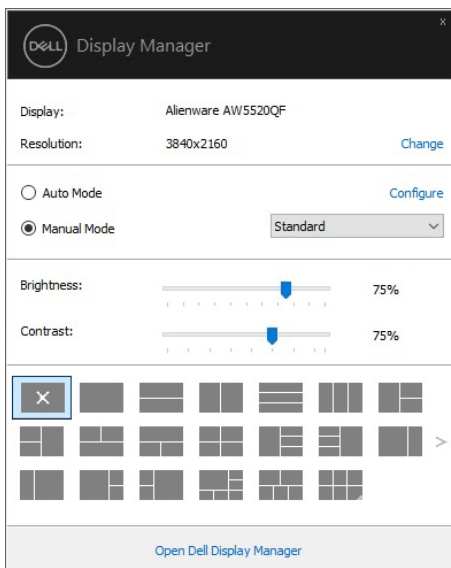 x
DELL Display Manager
Display: Alienware AW5520QF
Resolution: 3840x2160 Change
Auto Mode Configure
Manual Mode Standard
Brightness: 75%
Contrast: 75%
Open Dell Display Manager